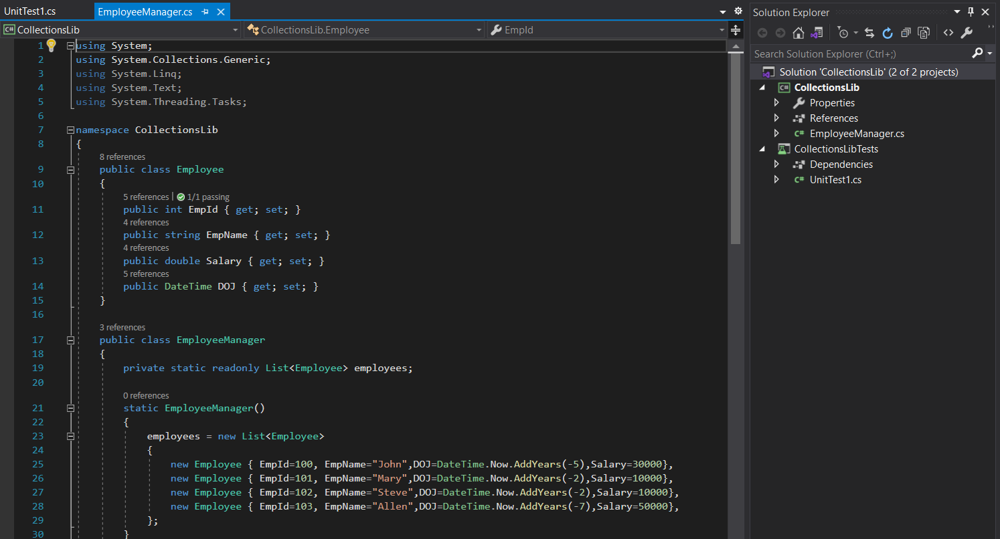 UnitTest1.cs
EmployeeManager.cs
CollectionsLib
CollectionsLib.Employee
EmpId
1 using System;
2 using System.Collections.Generic;
3 using System.Linq;
4 using System.Text;
5 using System.Threading.Tasks;
6
7 namespace CollectionsLib
8 {
8 references
9 public class Employee
10 {
5 references | 1/1 passing
11 public int EmpId { get; set; }
4 references
12 public string EmpName { get; set; }
4 references
13 public double Salary { get; set; }
5 references
14 public DateTime DOJ { get; set; }
15 }
16
3 references
17 public class EmployeeManager
18 {
19 private static readonly List<Employee> employees;
20
0 references
21 static EmployeeManager()
22 {
23 employees = new List<Employee>
24 {
25 new Employee { EmpId=100, EmpName="John",DOJ=DateTime.Now.AddYears(-5),Salary=30000},
26 new Employee { EmpId=101, EmpName="Mary",DOJ=DateTime.Now.AddYears(-2),Salary=10000},
27 new Employee { EmpId=102, EmpName="Steve",DOJ=DateTime.Now.AddYears(-2),Salary=10000},
28 new Employee { EmpId=103, EmpName="Allen",DOJ=DateTime.Now.AddYears(-7),Salary=50000},
29 };
30 }
Solution Explorer
Search Solution Explorer (Ctrl+;)
Solution 'CollectionsLib' (2 of 2 projects)
C# CollectionsLib
Properties
References
C# EmployeeManager.cs
CollectionsLibTests
Dependencies
C# UnitTest1.cs